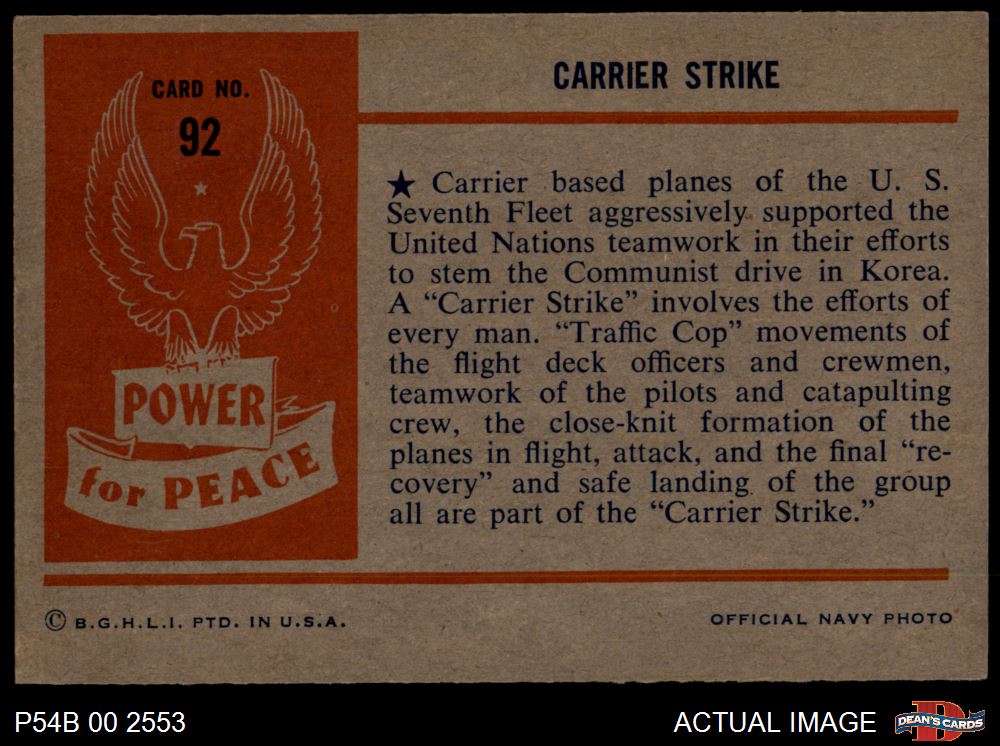 CARD NO.
92
POWER
for PEACE
CARRIER STRIKE
★ Carrier based planes of the U. S.
Seventh Fleet aggressively supported the
United Nations teamwork in their efforts
to stem the Communist drive in Korea.
A “Carrier Strike” involves the efforts of
every man. “Traffic Cop” movements of
the flight deck officers and crewmen,
teamwork of the pilots and catapulting
crew, the close-knit formation of the
planes in flight, attack, and the final “re-
covery” and safe landing of the group
all are part of the “Carrier Strike.”
© B.G.H.L.I. PTD. IN U.S.A.
OFFICIAL NAVY PHOTO
P54B 00 2553
ACTUAL IMAGE
D
DEAN'S CARDS